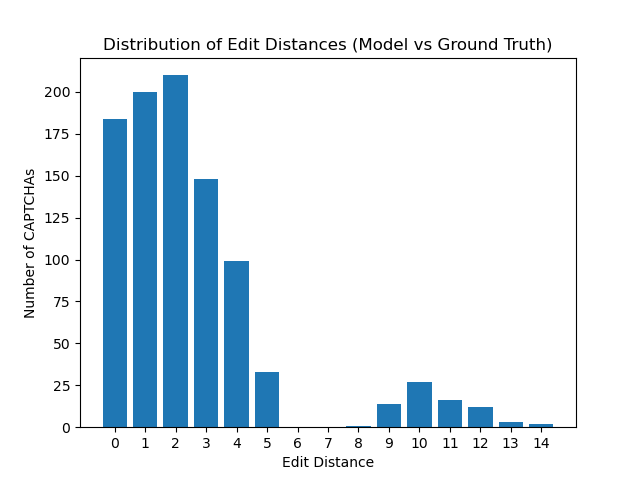 Distribution of Edit Distances (Model vs Ground Truth)
Number of CAPTCHAs
200
175
150
125
100
75
50
25
0
0 1 2 3 4 5 6 7 8 9 10 11 12 13 14
Edit Distance